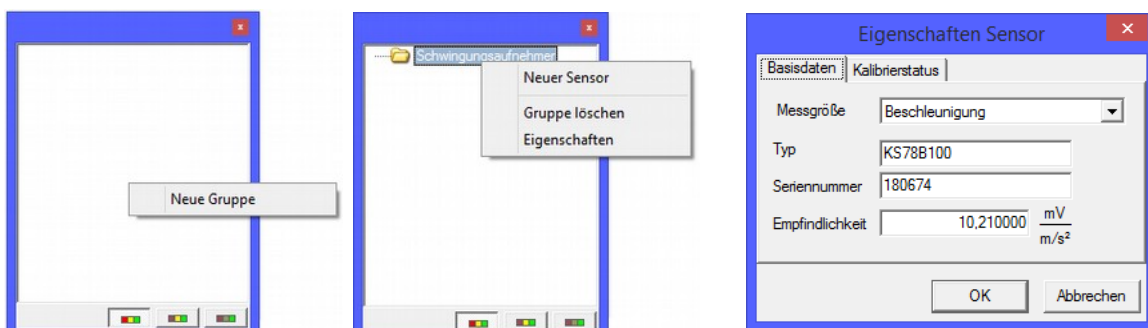 Neue Gruppe
Schwingungsaufnehmer
Neuer Sensor
Gruppe löschen
Eigenschaften
Eigenschaften Sensor
Basisdaten
Kalibrierstatus
Messgröße
Beschleunigung
Typ
KS78B100
Seriennummer
180674
Empfindlichkeit
10,210000
mV
m/s²
OK
Abbrechen